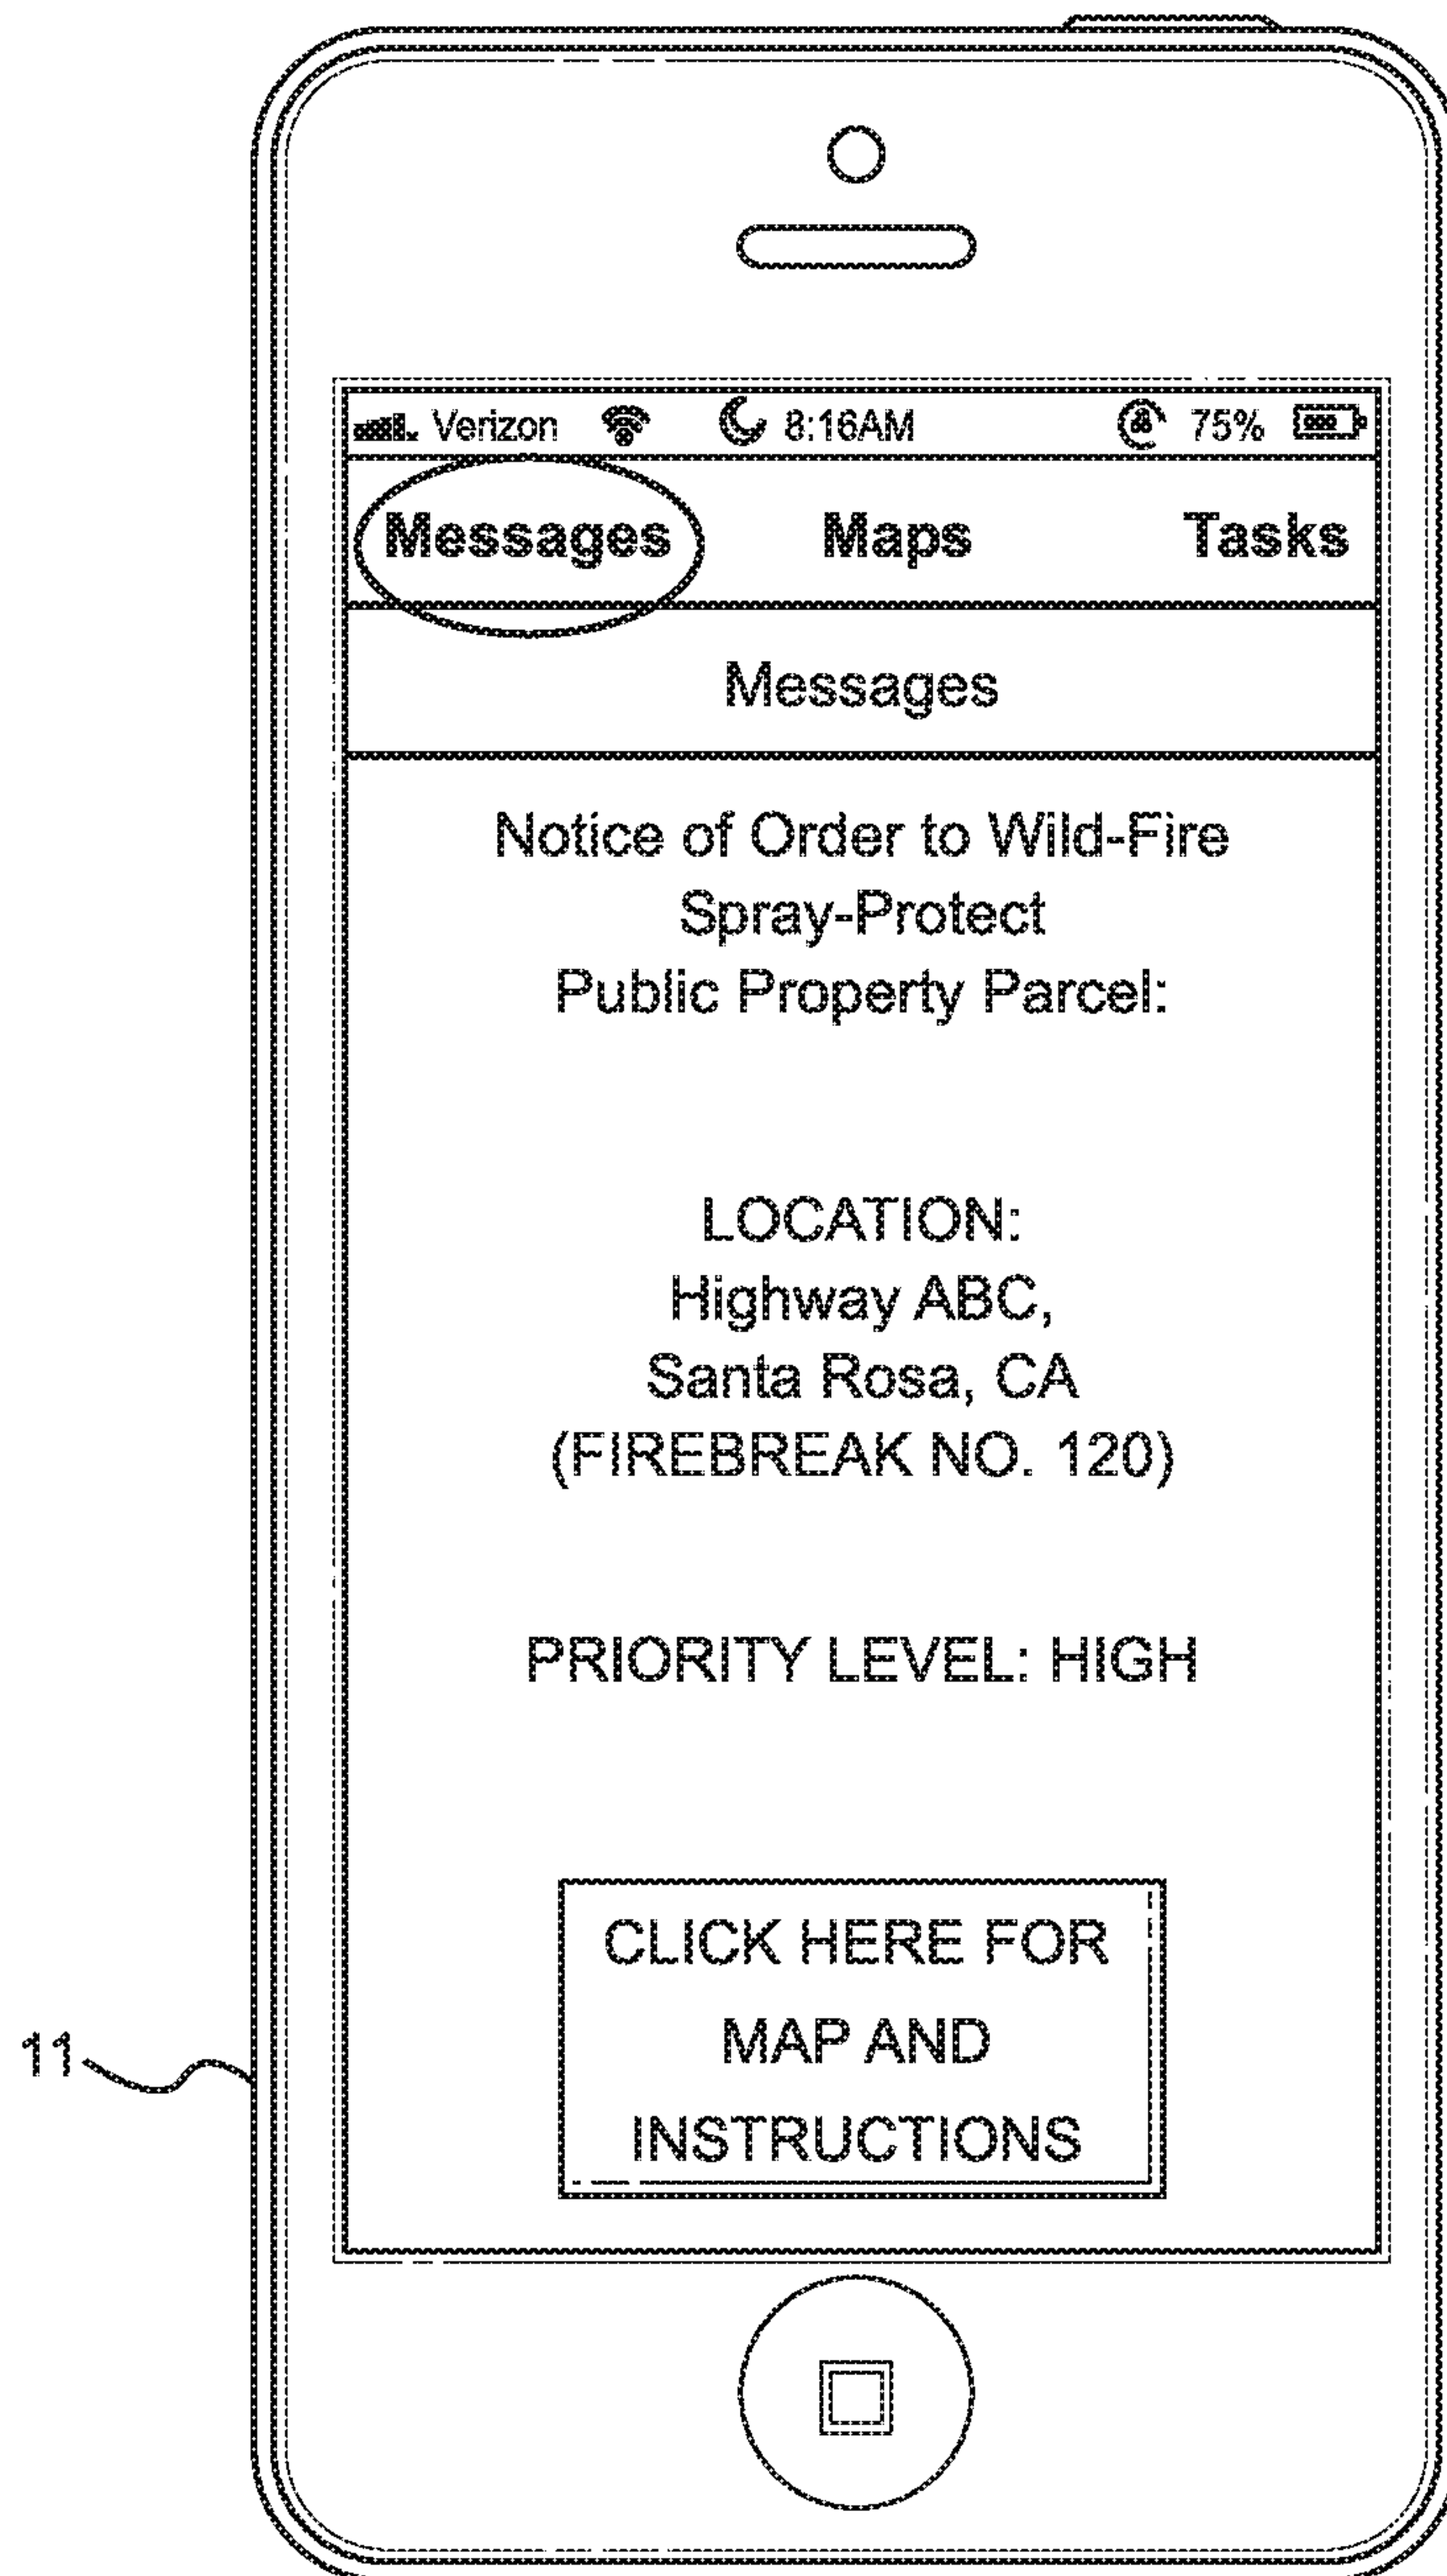 Verizon 8:16AM 75%
Messages Maps Tasks
Messages
Notice of Order to Wild-Fire
Spray-Protect
Public Property Parcel:
LOCATION:
Highway ABC,
Santa Rosa, CA
(FIREBREAK NO. 120)
PRIORITY LEVEL: HIGH
CLICK HERE FOR
MAP AND
INSTRUCTIONS
11